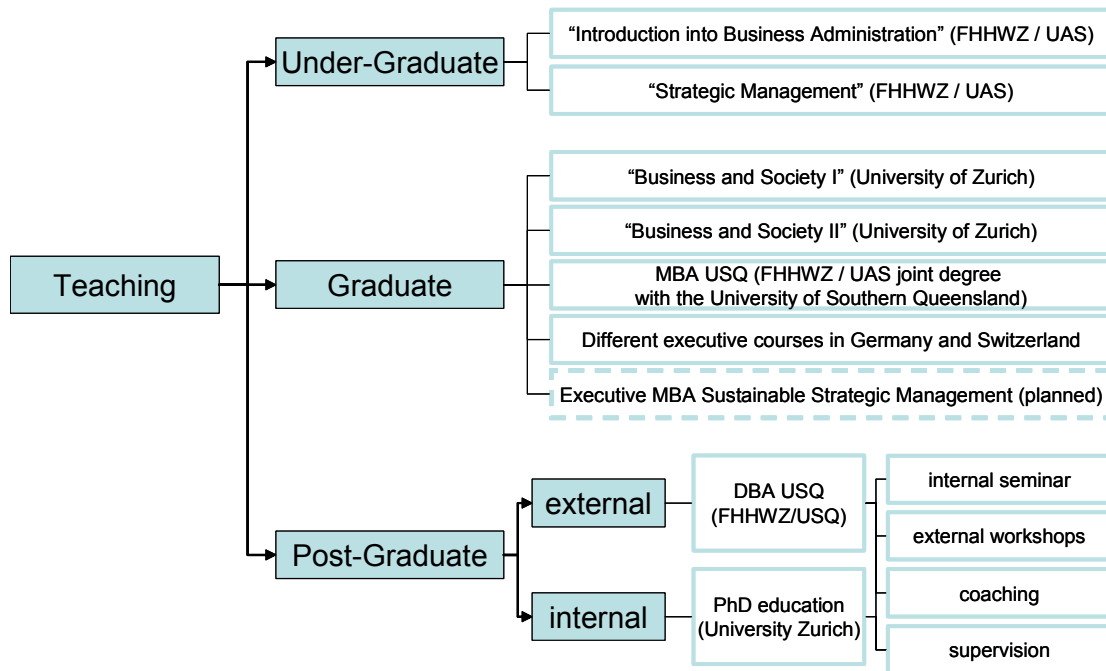 Teaching
Under-Graduate
“Introduction into Business Administration” (FHHWZ / UAS)
“Strategic Management” (FHHWZ / UAS)
Graduate
“Business and Society I” (University of Zurich)
“Business and Society II” (University of Zurich)
MBA USQ (FHHWZ / UAS joint degree
with the University of Southern Queensland)
Different executive courses in Germany and Switzerland
Executive MBA Sustainable Strategic Management (planned)
Post-Graduate
external
DBA USQ
(FHHWZ/USQ)
internal
PhD education
(University Zurich)
internal seminar
external workshops
coaching
supervision